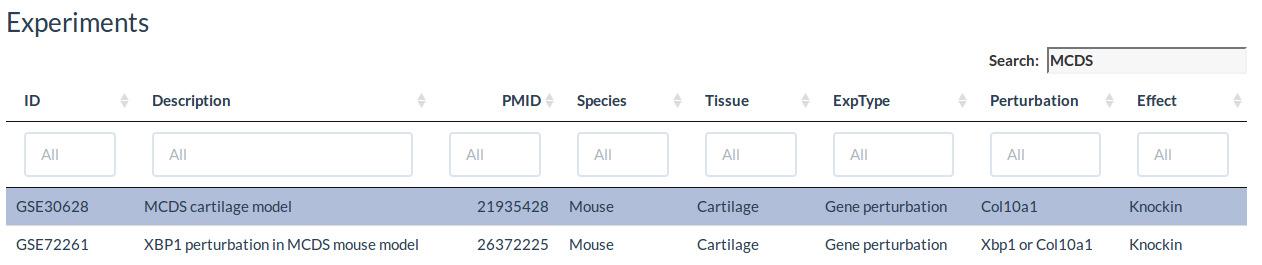 Experiments
Search: MCDS
ID Description PMID Species Tissue ExpType Perturbation Effect
All All All All All All All All
GSE30628 MCDS cartilage model 21935428 Mouse Cartilage Gene perturbation Col10a1 Knockin
GSE72261 XBP1 perturbation in MCDS mouse model 26372225 Mouse Cartilage Gene perturbation Xbp1 or Col10a1 Knockin